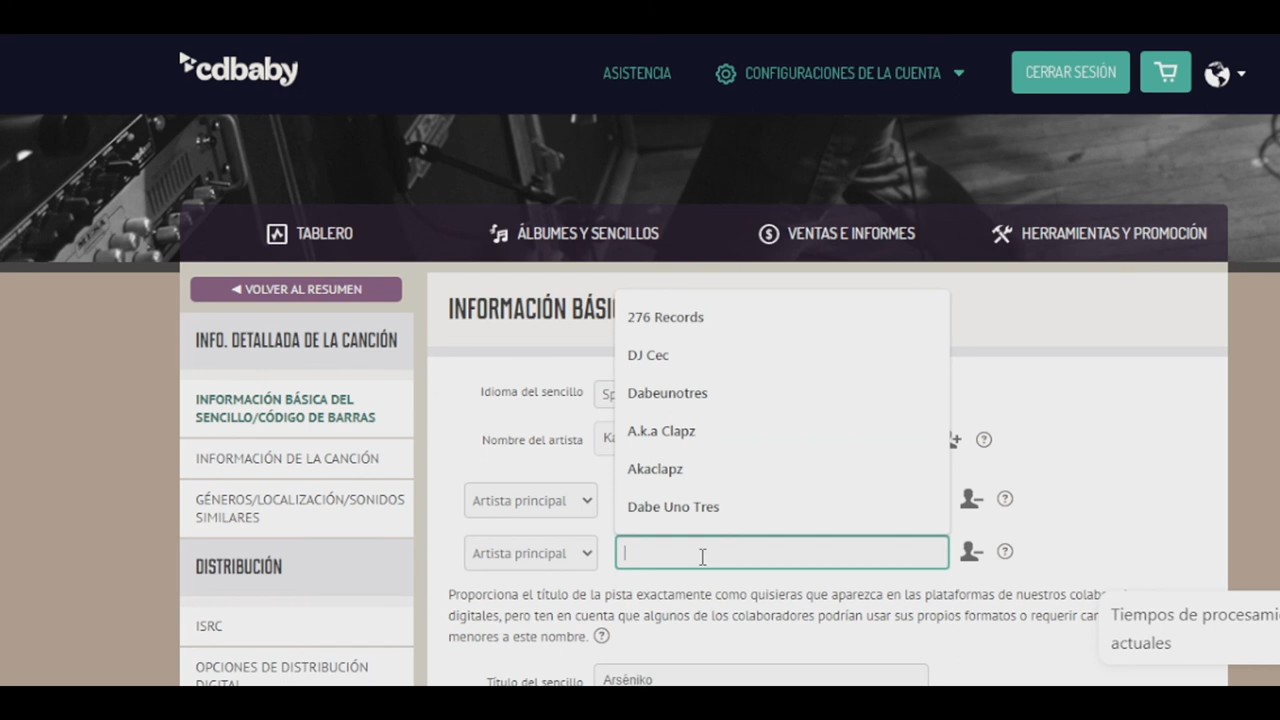 cdbaby
ASISTENCIA
CONFIGURACIONES DE LA CUENTA
CERRAR SESIÓN
TABLERO
ÁLBUMES Y SENCILLOS
VENTAS E INFORMES
HERRAMIENTAS Y PROMOCIÓN
◀ VOLVER AL RESUMEN
INFO. DETALLADA DE LA CANCIÓN
INFORMACIÓN BÁSICA DEL
SENCILLO/CÓDIGO DE BARRAS
INFORMACIÓN DE LA CANCIÓN
GÉNEROS/LOCALIZACIÓN/SONIDOS
SIMILARES
DISTRIBUCIÓN
ISRC
OPCIONES DE DISTRIBUCIÓN
DIGITAL
INFORMACIÓN BÁSI
276 Records
DJ Cec
Dabeunotres
A.k.a Clapz
Akaclapz
Dabe Uno Tres
Idioma del sencillo
Sp
Nombre del artista
Ka
Artista principal
Artista principal
Proporciona el título de la pista exactamente como quisieras que aparezca en las plataformas de nuestros colabo
digitales, pero ten en cuenta que algunos de los colaboradores podrían usar sus propios formatos o requerir ca
menores a este nombre.
Título del sencillo
Arséniko
Tiempos de procesami
actuales